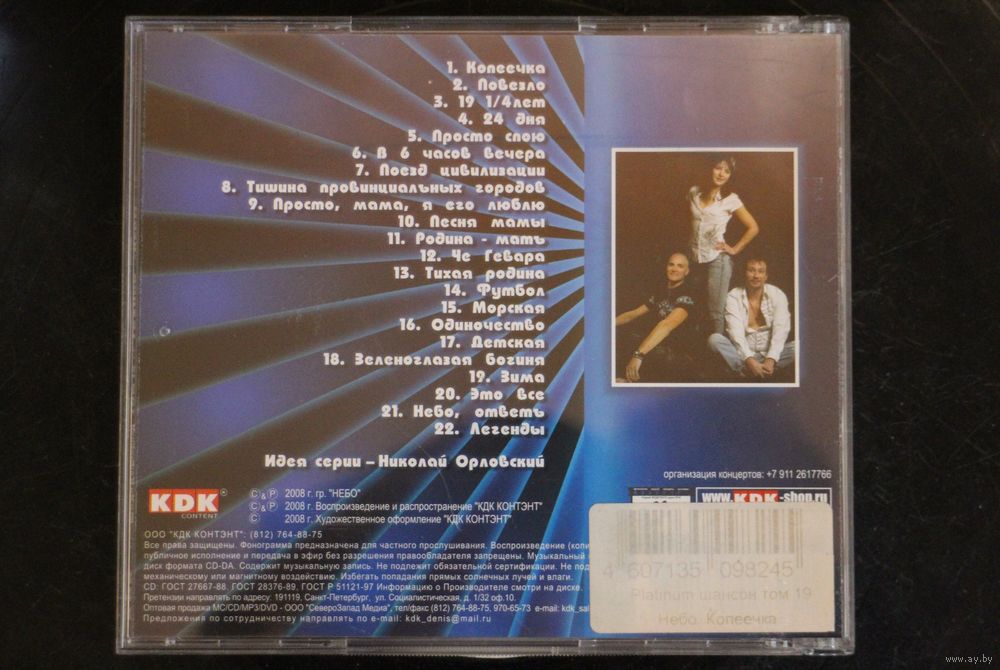 1. Копеечка
2. Повезло
3. 19 1/4лет
4. 24 дня
5. Просто спою
6. В 6 часов вечера
7. Поезд цивилизации
8. Тишина провинциальных городов
9. Просто, мама, я его люблю
10. Песня мамы
11. Родина - мать
12. Че Гевара
13. Тихая родина
14. Футбол
15. Морская
16. Одиночество
17. Детская
18. Зеленоглазая богиня
19. Зима
20. Это все
21. Небо, ответь
22. Легенды
Идея серии – Николай Орловский
организация концертов: +7 911 2617766
KDK
CONTENT
© & ℗ 2008 г. гр. "НЕБО"
© & ℗ 2008 г. Воспроизведение и распространение "КДК КОНТЭНТ"
© 2008 г. Художественное оформление "КДК КОНТЭНТ"
www.KDK-shop.ru
ООО "КДК КОНТЭНТ": (812) 764-88-75
Все права защищены. Фонограмма предназначена для частного прослушивания. Воспроизведение (копи
публичное исполнение и передача в эфир без разрешения правообладателя запрещены. Музыкальный
диск формата CD-DA. Содержит музыкальную запись. Не подлежит обязательной сертификации. Не под
механическому или магнитному воздействию. Избегать попадания прямых солнечных лучей и влаги.
CD: ГОСТ 27667-88, ГОСТ 28376-89, ГОСТ Р 51121-97 Информацию о Производителе смотри на диске.
Претензии направлять по адресу: 191119, Санкт-Петербург, ул. Социалистическая, д. 1/32 оф.10.
Оптовая продажа MC/CD/MP3/DVD - ООО "СевероЗапад Медиа", тел/факс (812) 764-88-75, 970-65-73 e-mail: kdk_sal
Предложения по сотрудничеству направлять по e-mail: kdk_denis@mail.ru
4 607135 098245
Platinum шансон том 19
Небо. Копеечка
www.ay.by